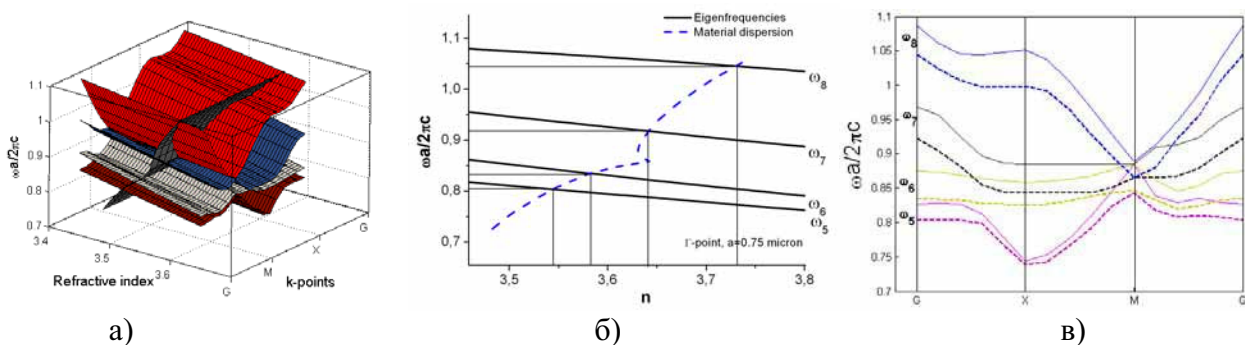 1.1
1
0.9
0.8
0.7
ωa/2πc
3.4
3.5
3.6
Refractive index
G
M
X
G
k-points
а)
Eigenfrequencies
Material dispersion
1,1
1,0
0,9
0,8
0,7
ωa/2πc
ω8
ω7
ω6
ω5
Γ-point, a=0.75 micron
3,5
3,6
3,7
3,8
n
б)
1.1
1.05
1
0.95
0.9
0.85
0.8
0.75
0.7
ωa/2πc
ω8
ω7
ω6
ω5
G
X
M
в)